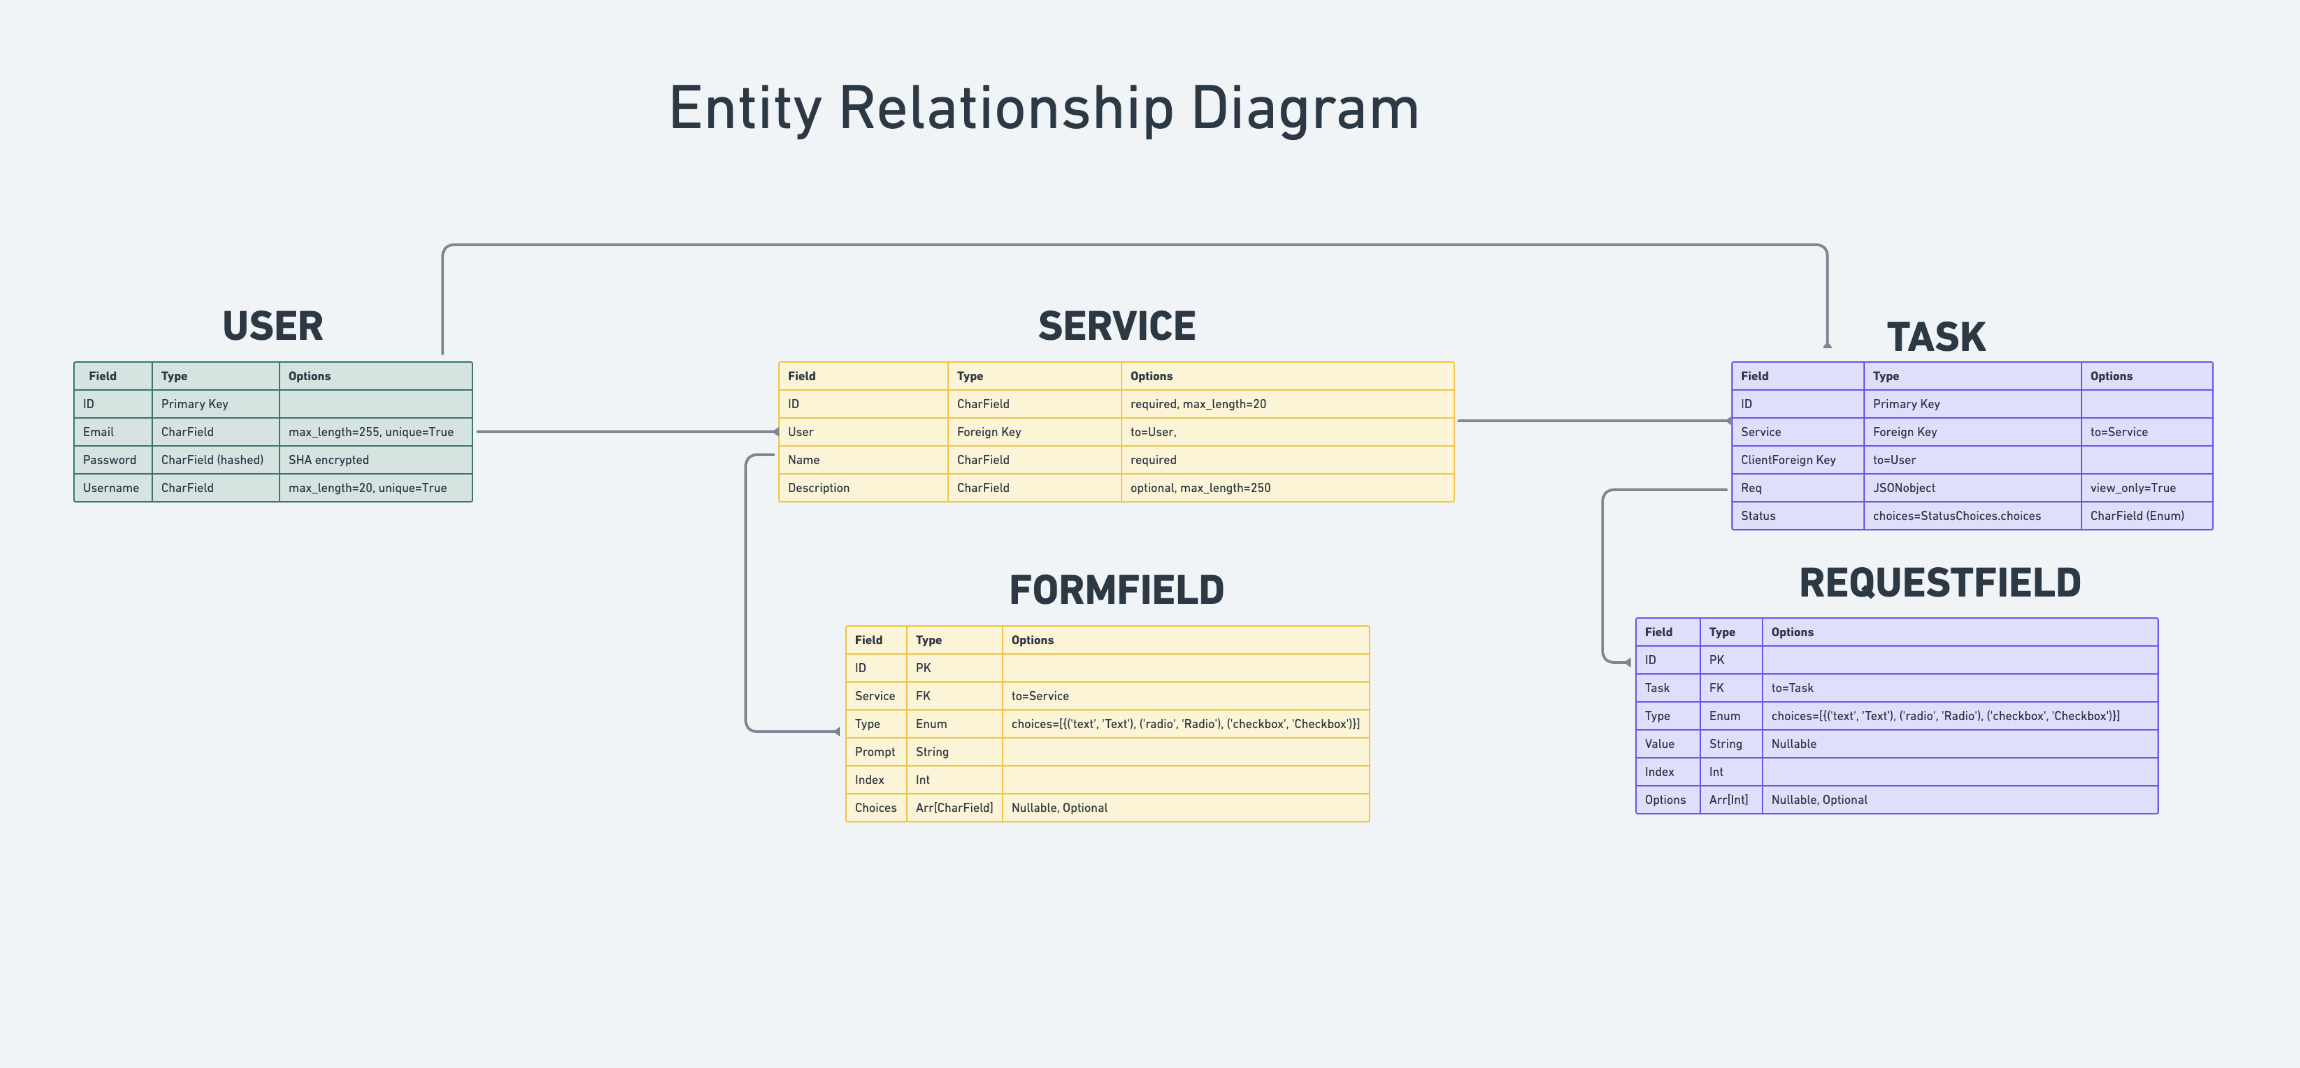 Entity Relationship Diagram
USER
Field Type Options
ID Primary Key
Email CharField max_length=255, unique=True
Password CharField (hashed) SHA encrypted
Username CharField max_length=20, unique=True
SERVICE
Field Type Options
ID CharField required, max_length=20
User Foreign Key to=User,
Name CharField required
Description CharField optional, max_length=250
TASK
Field Type Options
ID Primary Key
Service Foreign Key to=Service
ClientForeign Key to=User
Req JSONobject view_only=True
Status choices=StatusChoices.choices CharField (Enum)
FORMFIELD
Field Type Options
ID PK
Service FK to=Service
Type Enum choices=[{('text', 'Text'), ('radio', 'Radio'), ('checkbox', 'Checkbox')}]
Prompt String
Index Int
Choices Arr[CharField] Nullable, Optional
REQUESTFIELD
Field Type Options
ID PK
Task FK to=Task
Type Enum choices=[{('text', 'Text'), ('radio', 'Radio'), ('checkbox', 'Checkbox')}]
Value String Nullable
Index Int
Options Arr[Int] Nullable, Optional